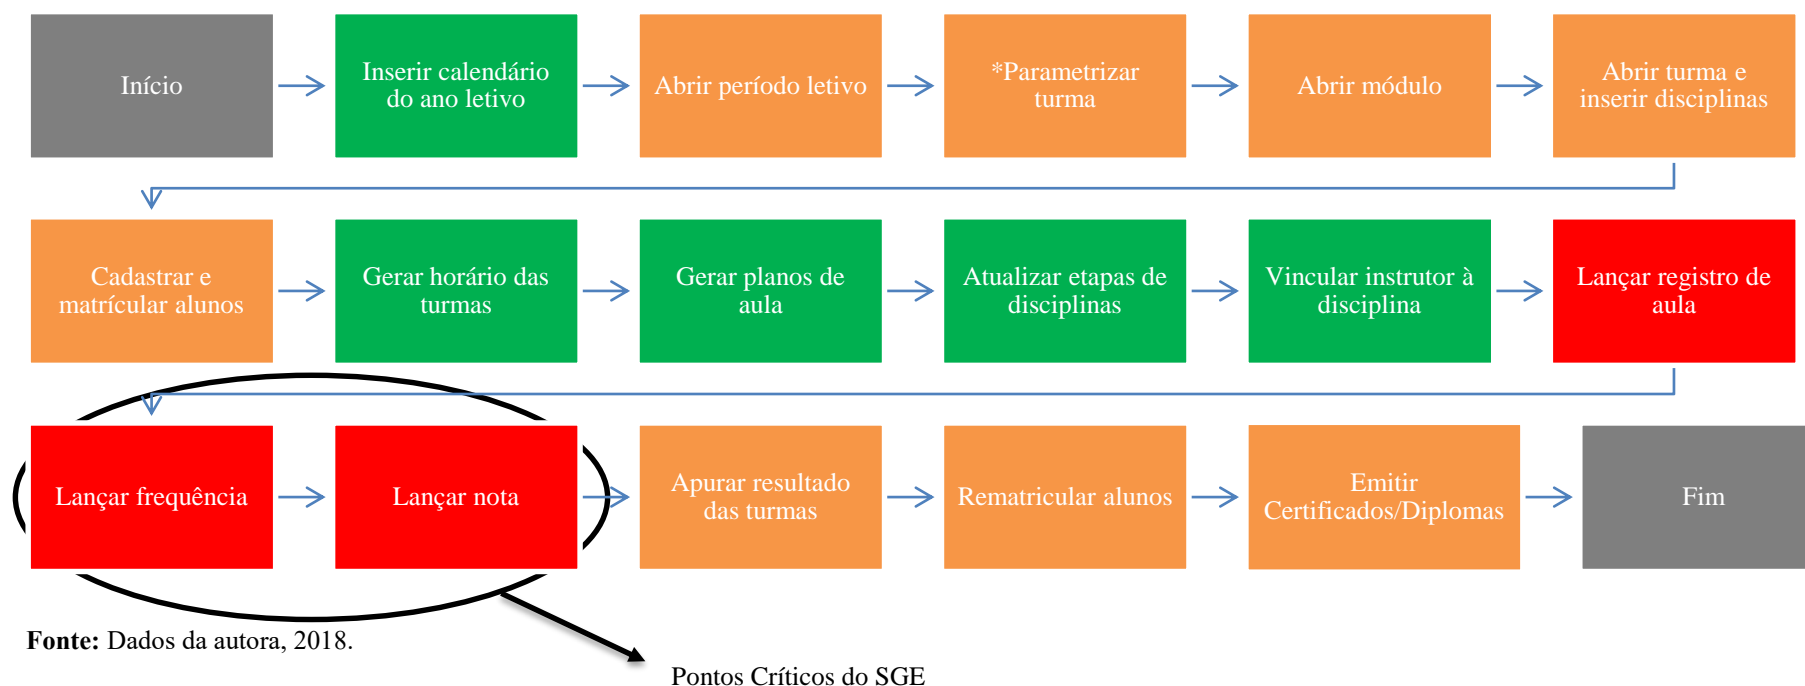 Início
Inserir calendário
do ano letivo
Abrir período letivo
*Parametrizar
turma
Abrir módulo
Abrir turma e
inserir disciplinas
Cadastrar e
matrícular alunos
Gerar horário das
turmas
Gerar planos de
aula
Atualizar etapas de
disciplinas
Vincular instrutor à
disciplina
Lançar registro de
aula
Lançar frequência
Lançar nota
Apurar resultado
das turmas
Rematricular alunos
Emitir
Certificados/Diplomas
Fim
Fonte: Dados da autora, 2018.
Pontos Críticos do SGE